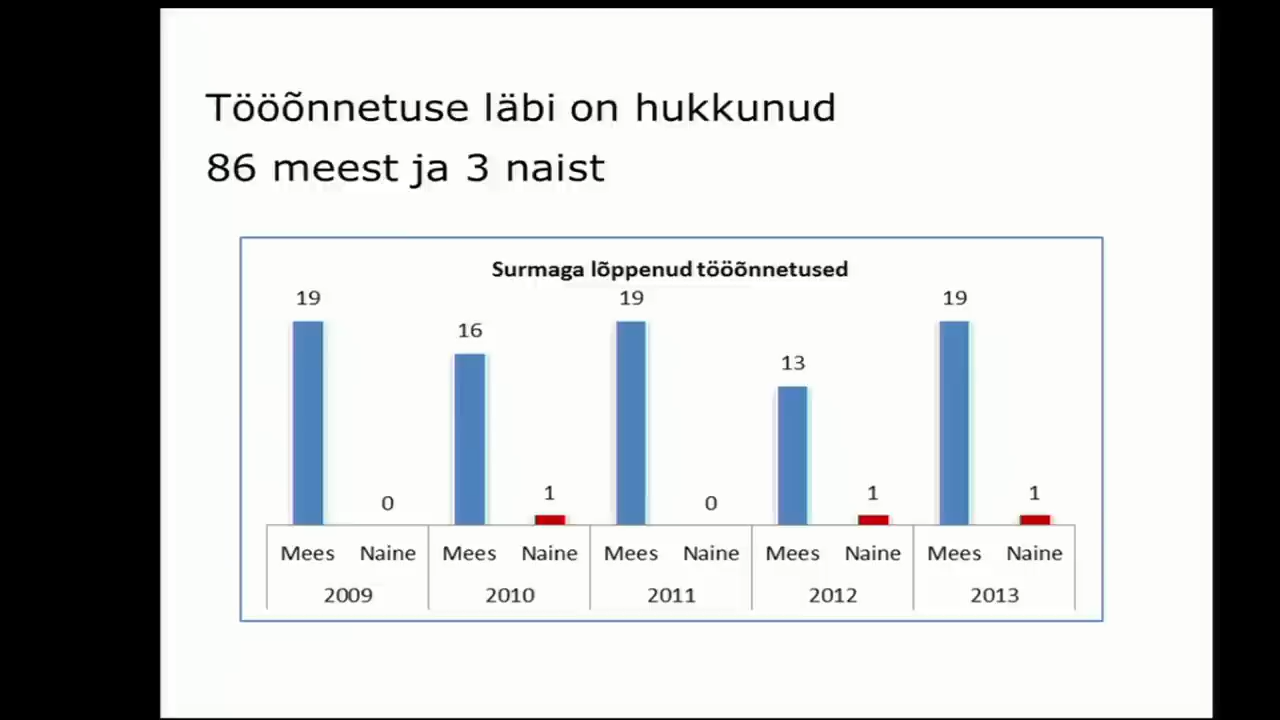 Tööõnnetuse läbi on hukkunud
86 meest ja 3 naist
Surmaga lõppenud tööõnnetused
19 19 19
16
13
1 1 1
0 0
Mees Naine Mees Naine Mees Naine Mees Naine Mees Naine
2009 2010 2011 2012 2013